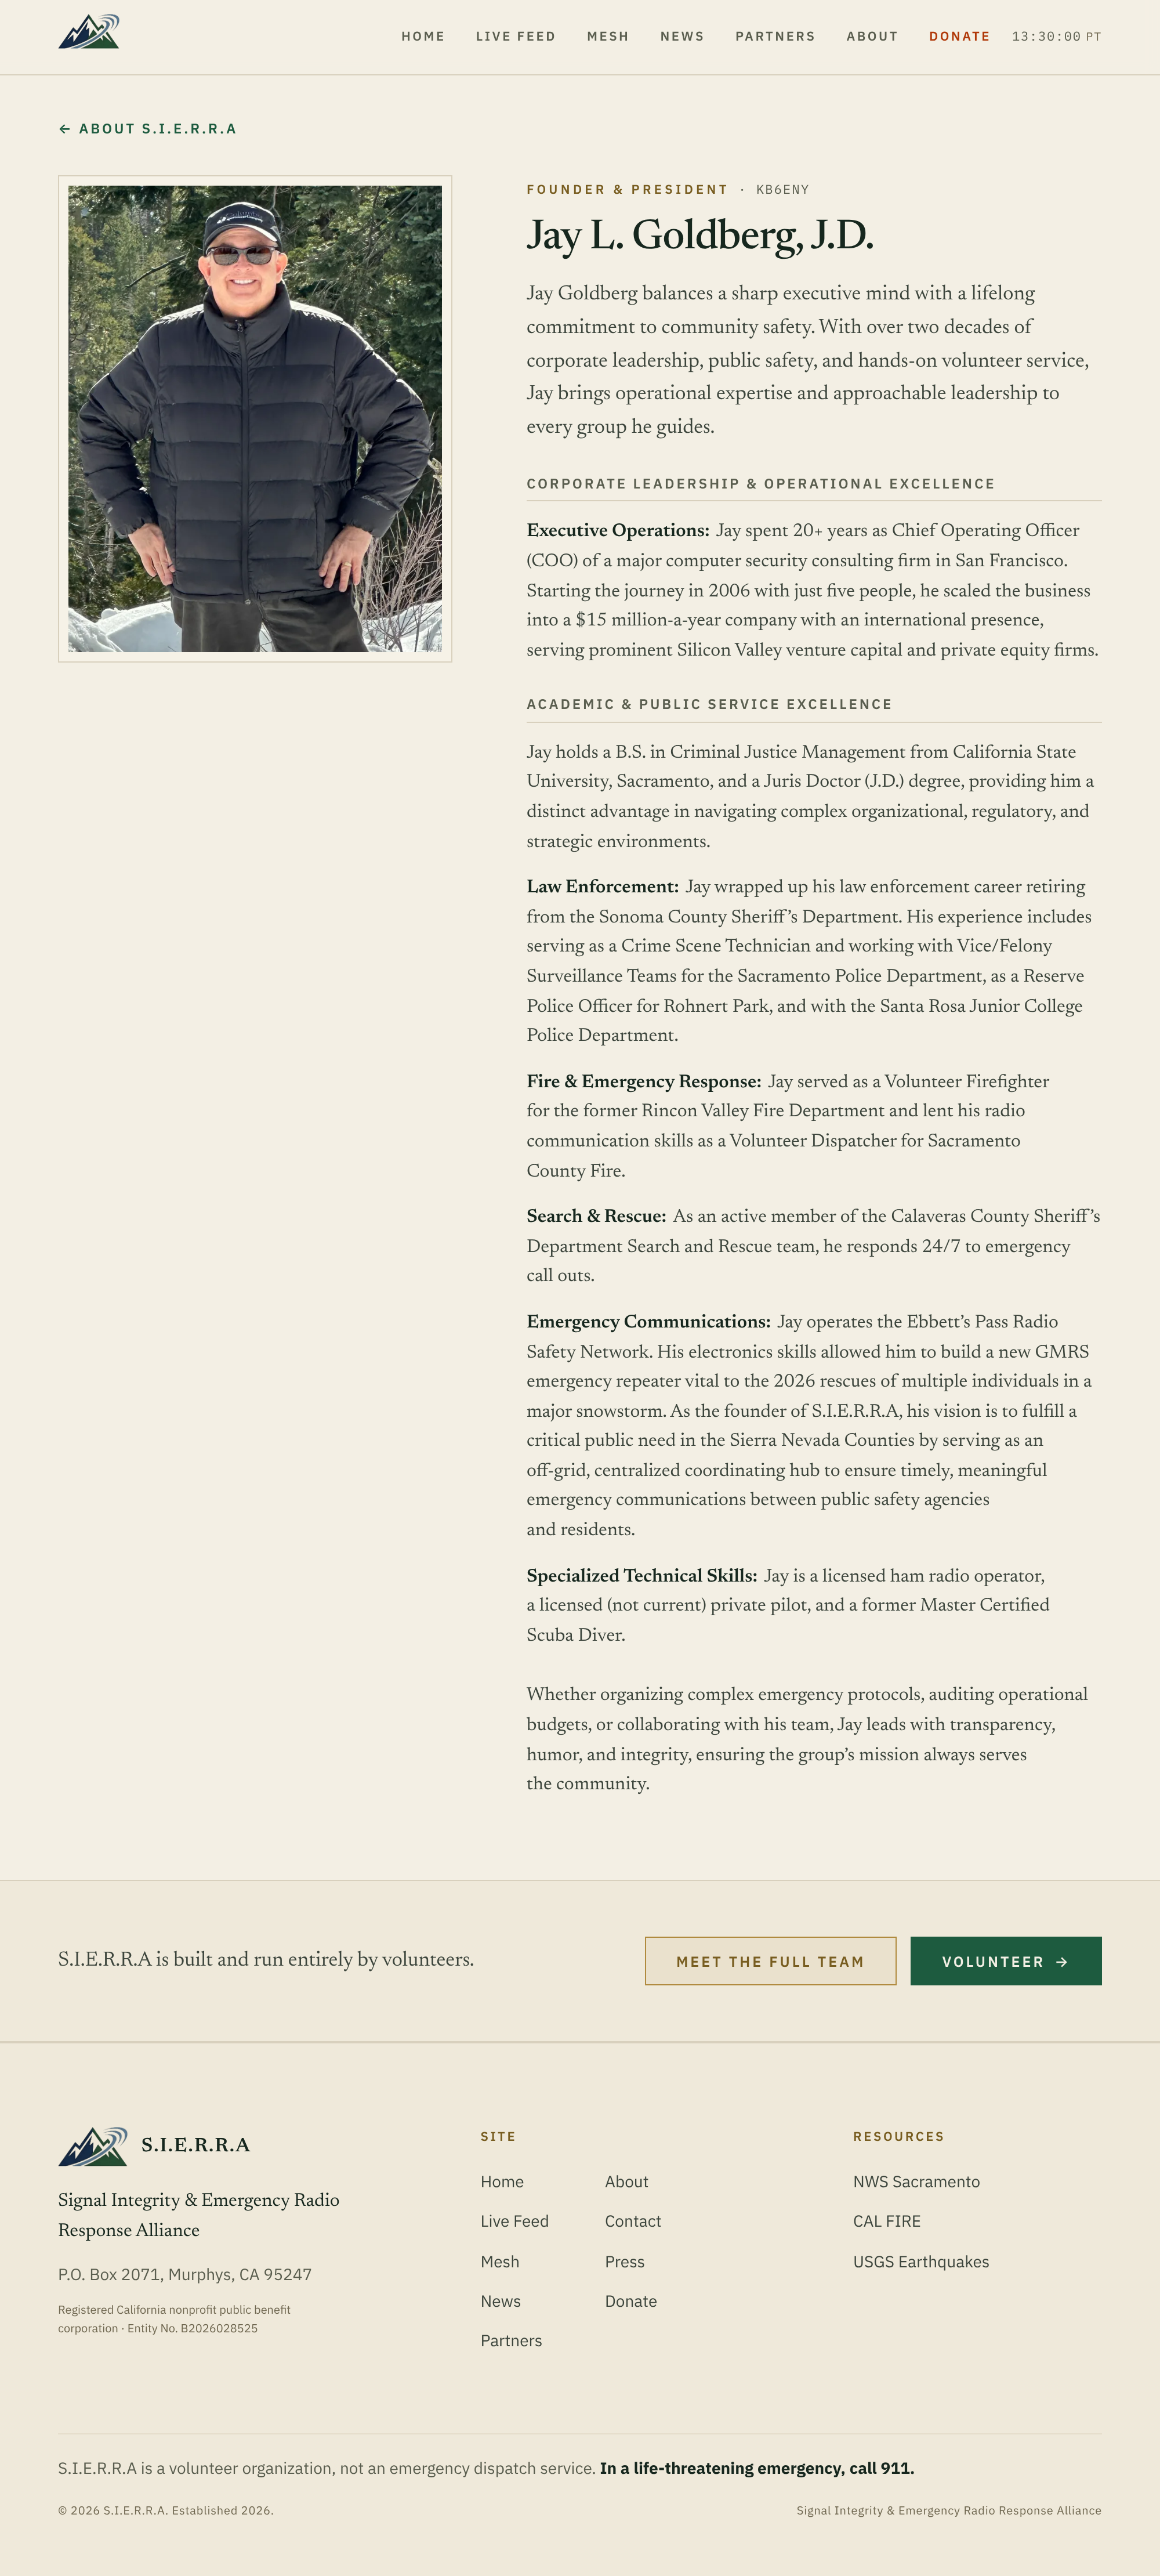 HOME LIVE FEED MESH NEWS PARTNERS ABOUT DONATE 13:30:00 PT
← ABOUT S.I.E.R.R.A
FOUNDER & PRESIDENT · KB6ENY
Jay L. Goldberg, J.D.
Jay Goldberg balances a sharp executive mind with a lifelong
commitment to community safety. With over two decades of
corporate leadership, public safety, and hands-on volunteer service,
Jay brings operational expertise and approachable leadership to
every group he guides.
CORPORATE LEADERSHIP & OPERATIONAL EXCELLENCE
Executive Operations: Jay spent 20+ years as Chief Operating Officer
(COO) of a major computer security consulting firm in San Francisco.
Starting the journey in 2006 with just five people, he scaled the business
into a $15 million-a-year company with an international presence,
serving prominent Silicon Valley venture capital and private equity firms.
ACADEMIC & PUBLIC SERVICE EXCELLENCE
Jay holds a B.S. in Criminal Justice Management from California State
University, Sacramento, and a Juris Doctor (J.D.) degree, providing him a
distinct advantage in navigating complex organizational, regulatory, and
strategic environments.
Law Enforcement: Jay wrapped up his law enforcement career retiring
from the Sonoma County Sheriff’s Department. His experience includes
serving as a Crime Scene Technician and working with Vice/Felony
Surveillance Teams for the Sacramento Police Department, as a Reserve
Police Officer for Rohnert Park, and with the Santa Rosa Junior College
Police Department.
Fire & Emergency Response: Jay served as a Volunteer Firefighter
for the former Rincon Valley Fire Department and lent his radio
communication skills as a Volunteer Dispatcher for Sacramento
County Fire.
Search & Rescue: As an active member of the Calaveras County Sheriff’s
Department Search and Rescue team, he responds 24/7 to emergency
call outs.
Emergency Communications: Jay operates the Ebbett’s Pass Radio
Safety Network. His electronics skills allowed him to build a new GMRS
emergency repeater vital to the 2026 rescues of multiple individuals in a
major snowstorm. As the founder of S.I.E.R.R.A, his vision is to fulfill a
critical public need in the Sierra Nevada Counties by serving as an
off-grid, centralized coordinating hub to ensure timely, meaningful
emergency communications between public safety agencies
and residents.
Specialized Technical Skills: Jay is a licensed ham radio operator,
a licensed (not current) private pilot, and a former Master Certified
Scuba Diver.
Whether organizing complex emergency protocols, auditing operational
budgets, or collaborating with his team, Jay leads with transparency,
humor, and integrity, ensuring the group’s mission always serves
the community.
S.I.E.R.R.A is built and run entirely by volunteers.
MEET THE FULL TEAM
VOLUNTEER →
S.I.E.R.R.A
Signal Integrity & Emergency Radio
Response Alliance
P.O. Box 2071, Murphys, CA 95247
Registered California nonprofit public benefit
corporation · Entity No. B2026028525
SITE
Home
Live Feed
Mesh
News
Partners
About
Contact
Press
Donate
RESOURCES
NWS Sacramento
CAL FIRE
USGS Earthquakes
S.I.E.R.R.A is a volunteer organization, not an emergency dispatch service. In a life-threatening emergency, call 911.
© 2026 S.I.E.R.R.A. Established 2026.
Signal Integrity & Emergency Radio Response Alliance